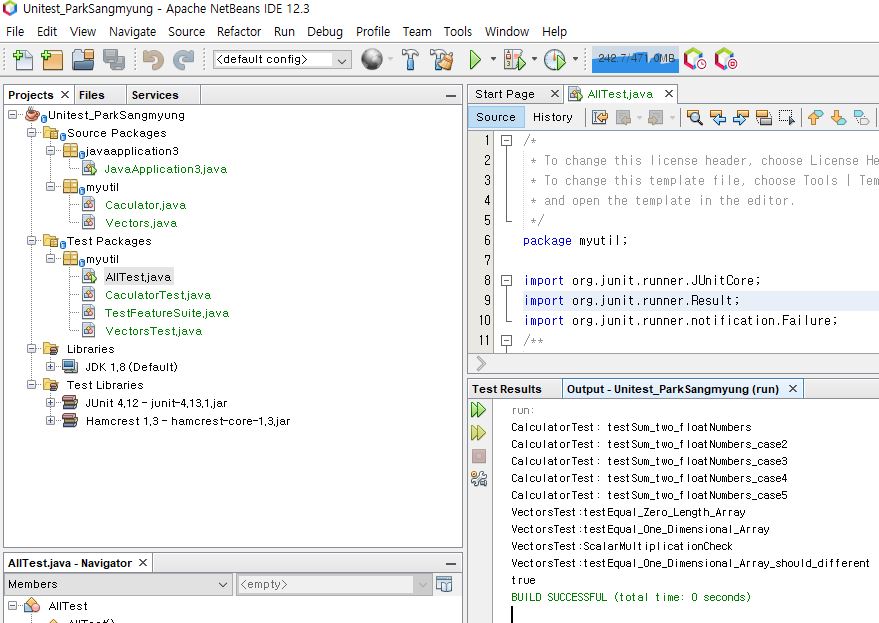 Unitest_ParkSangmyung - Apache NetBeans IDE 12.3
File Edit View Navigate Source Refactor Run Debug Profile Team Tools Window Help
<default config>
242.7/471.0MB
Projects Files Services
Unitest_ParkSangmyung
Source Packages
javaapplication3
JavaApplication3.java
myutil
Caculator.java
Vectors.java
Test Packages
myutil
AllTest.java
CaculatorTest.java
TestFeatureSuite.java
VectorsTest.java
Libraries
JDK 1.8 (Default)
Test Libraries
JUnit 4.12 - junit-4.13.1.jar
Hamcrest 1.3 - hamcrest-core-1.3.jar
AllTest.java - Navigator
Members <empty>
AllTest
AllTest()
Start Page AllTest.java
Source History
1 /*
2 * To change this license header, choose License He
3 * To change this template file, choose Tools | Tem
4 * and open the template in the editor.
5 */
6 package myutil;
7
8 import org.junit.runner.JUnitCore;
9 import org.junit.runner.Result;
10 import org.junit.runner.notification.Failure;
11 /**
Test Results Output - Unitest_ParkSangmyung (run)
run:
CalculatorTest: testSum_two_floatNumbers
CalculatorTest: testSum_two_floatNumbers_case2
CalculatorTest: testSum_two_floatNumbers_case3
CalculatorTest: testSum_two_floatNumbers_case4
CalculatorTest: testSum_two_floatNumbers_case5
VectorsTest:testEqual_Zero_Length_Array
VectorsTest:testEqual_One_Dimensional_Array
VectorsTest:ScalarMultiplicationCheck
VectorsTest:testEqual_One_Dimensional_Array_should_different
true
BUILD SUCCESSFUL (total time: 0 seconds)